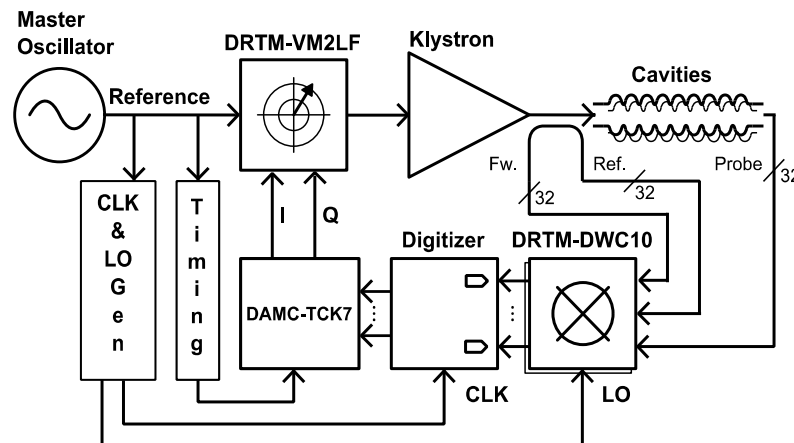 Master
Oscillator
DRTM-VM2LF
Klystron
Cavities
Reference
Fw.
Ref.
Probe
32
32
32
CLK
&
LO
Gen
Timing
I
Q
Digitizer
DRTM-DWC10
DAMC-TCK7
CLK
LO